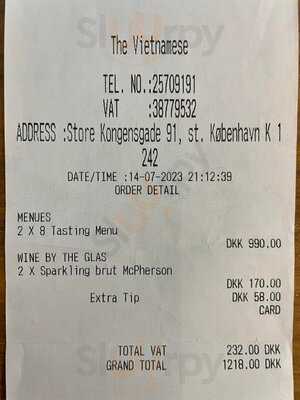 The Vietnamese
TEL. NO.:25709191
VAT :38779532
ADDRESS :Store Kongensgade 91, st. København K 1
242
DATE/TIME :14-07-2023 21:12:39
ORDER DETAIL
MENUES
2 X 8 Tasting Menu
DKK 990.00
WINE BY THE GLAS
2 X Sparkling brut McPherson
DKK 170.00
Extra Tip DKK 58.00
CARD
TOTAL VAT 232.00 DKK
GRAND TOTAL 1218.00 DKK